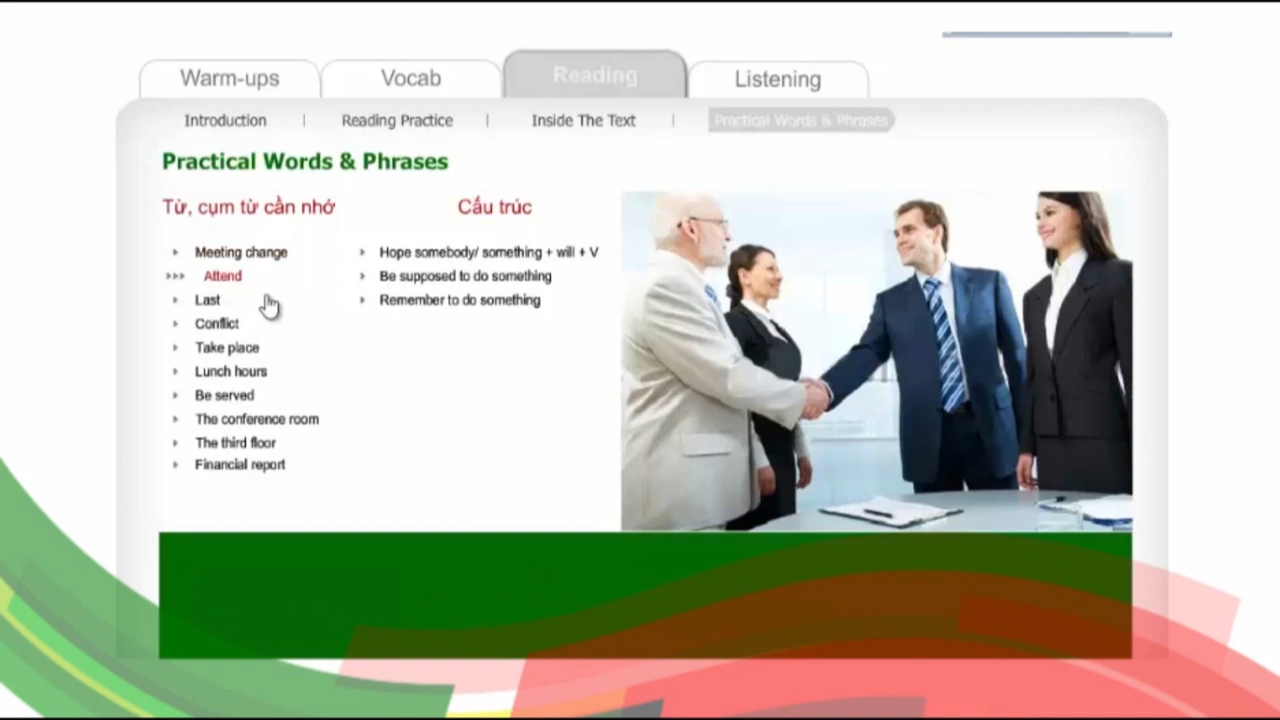 Warm-ups
Vocab
Reading
Listening
Introduction | Reading Practice | Inside The Text | Practical Words & Phrases
Practical Words & Phrases
Từ, cụm từ cần nhớ
Meeting change
Attend
Last
Conflict
Take place
Lunch hours
Be served
The conference room
The third floor
Financial report
Cấu trúc
Hope somebody/ something + will + V
Be supposed to do something
Remember to do something